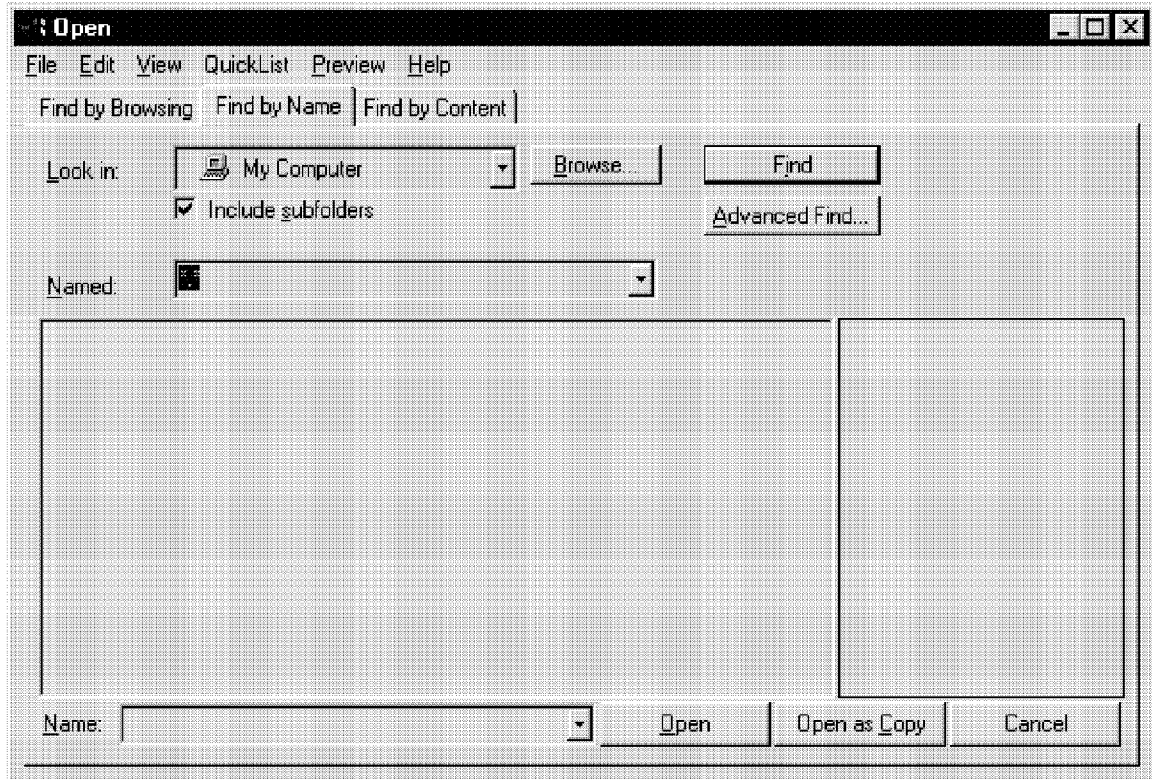 Open
File Edit View QuickList Preview Help
Find by Browsing Find by Name Find by Content
Look in: My Computer Browse... Find
Include subfolders
Advanced Find...
Named:
Name: Open Open as Copy Cancel